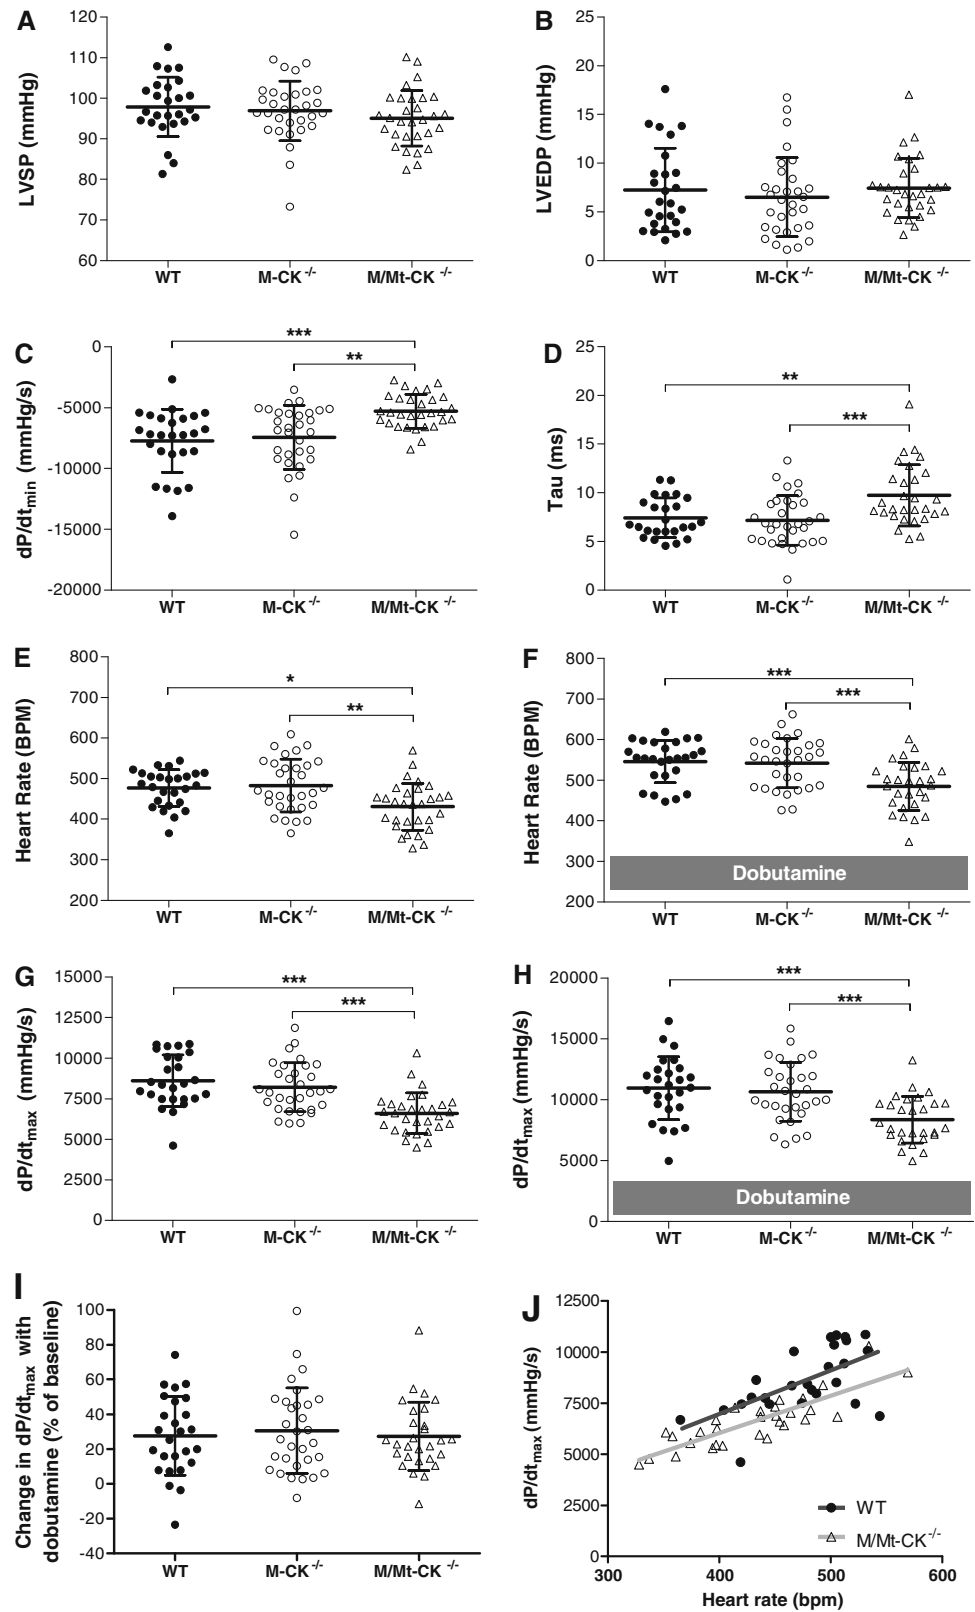 A
LVSP (mmHg)
120
110
100
90
80
70
60
WT
M-CK-/-
M/Mt-CK -/-
B
LVEDP (mmHg)
25
20
15
10
5
0
WT
M-CK-/-
M/Mt-CK -/-
C
dP/dtmin (mmHg/s)
0
-5000
-10000
-15000
-20000
***
**
WT
M-CK-/-
M/Mt-CK -/-
D
Tau (ms)
25
20
15
10
5
0
**
***
WT
M-CK-/-
M/Mt-CK -/-
E
Heart Rate (BPM)
800
700
600
500
400
300
200
*
**
WT
M-CK-/-
M/Mt-CK -/-
F
Heart Rate (BPM)
800
700
600
500
400
300
200
***
***
Dobutamine
WT
M-CK-/-
M/Mt-CK -/-
G
dP/dtmax (mmHg/s)
15000
12500
10000
7500
5000
2500
0
***
***
WT
M-CK-/-
M/Mt-CK -/-
H
dP/dtmax (mmHg/s)
20000
15000
10000
5000
0
***
***
Dobutamine
WT
M-CK-/-
M/Mt-CK -/-
I
Change in dP/dtmax with
dobutamine (% of baseline)
100
80
60
40
20
0
-20
-40
WT
M-CK-/-
M/Mt-CK -/-
J
dP/dtmax (mmHg/s)
12500
10000
7500
5000
2500
0
WT
M/Mt-CK-/-
300
400
500
600
Heart rate (bpm)